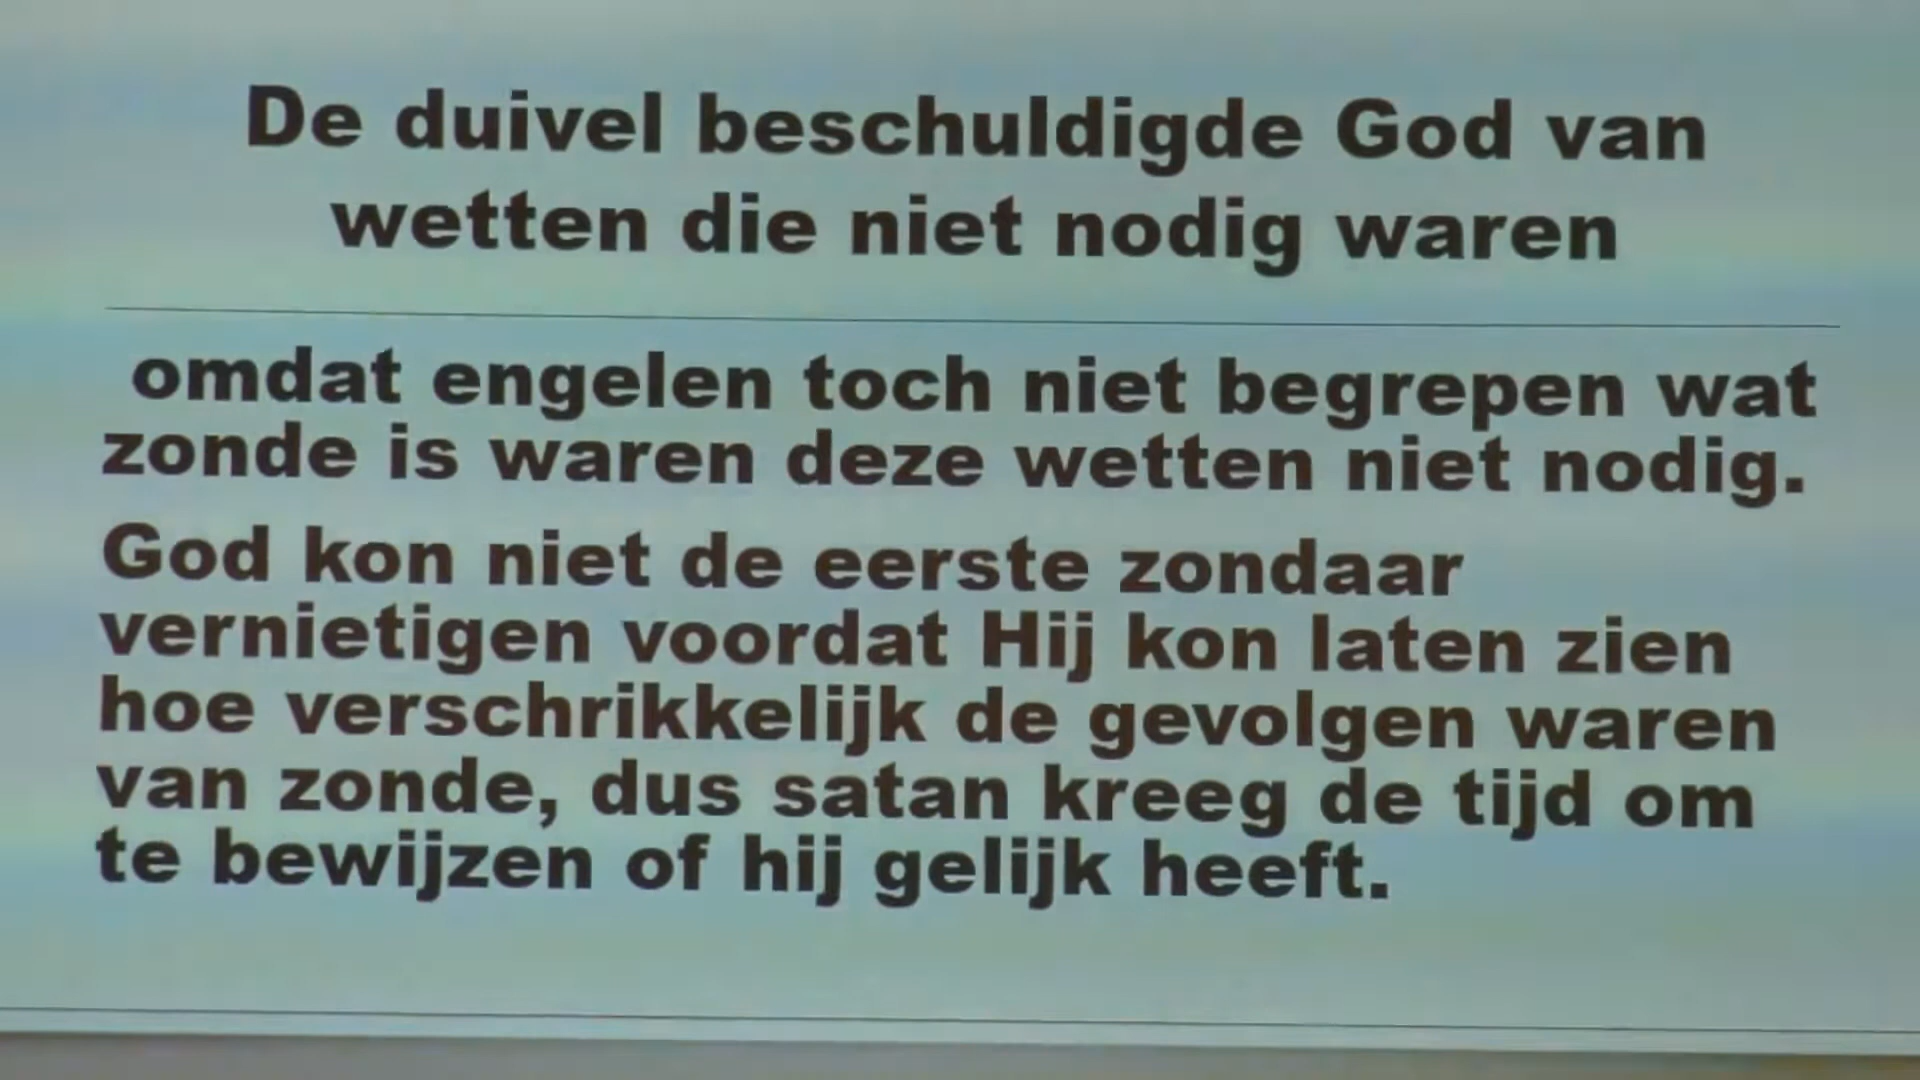 De duivel beschuldigde God van
wetten die niet nodig waren
omdat engelen toch niet begrepen wat
zonde is waren deze wetten niet nodig.
God kon niet de eerste zondaar
vernietigen voordat Hij kon laten zien
hoe verschrikkelijk de gevolgen waren
van zonde, dus satan kreeg de tijd om
te bewijzen of hij gelijk heeft.